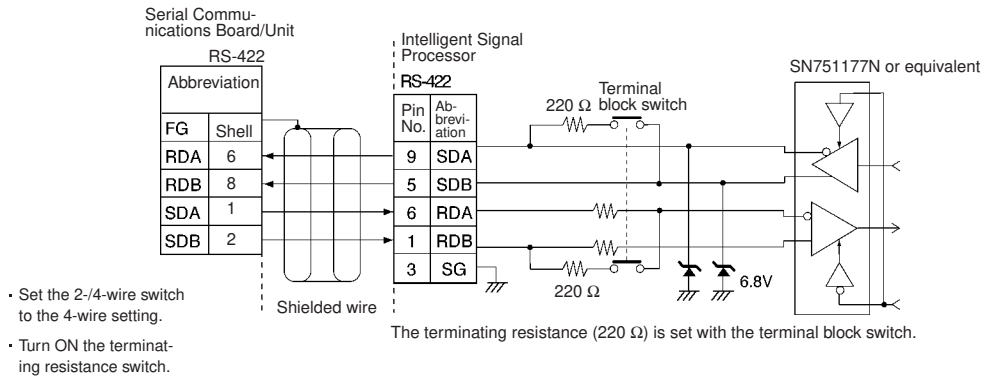 Serial Commu-
nications Board/Unit
RS-422
Abbreviation
FG Shell
RDA 6
RDB 8
SDA 1
SDB 2
Shielded wire
Intelligent Signal
Processor
RS-422
Pin No. Ab-brevi-ation
9 SDA
5 SDB
6 RDA
1 RDB
3 SG
Terminal
220 Ω block switch
220 Ω
6.8V
SN751177N or equivalent
· Set the 2-/4-wire switch
to the 4-wire setting.
· Turn ON the terminat-
ing resistance switch.
The terminating resistance (220 Ω) is set with the terminal block switch.